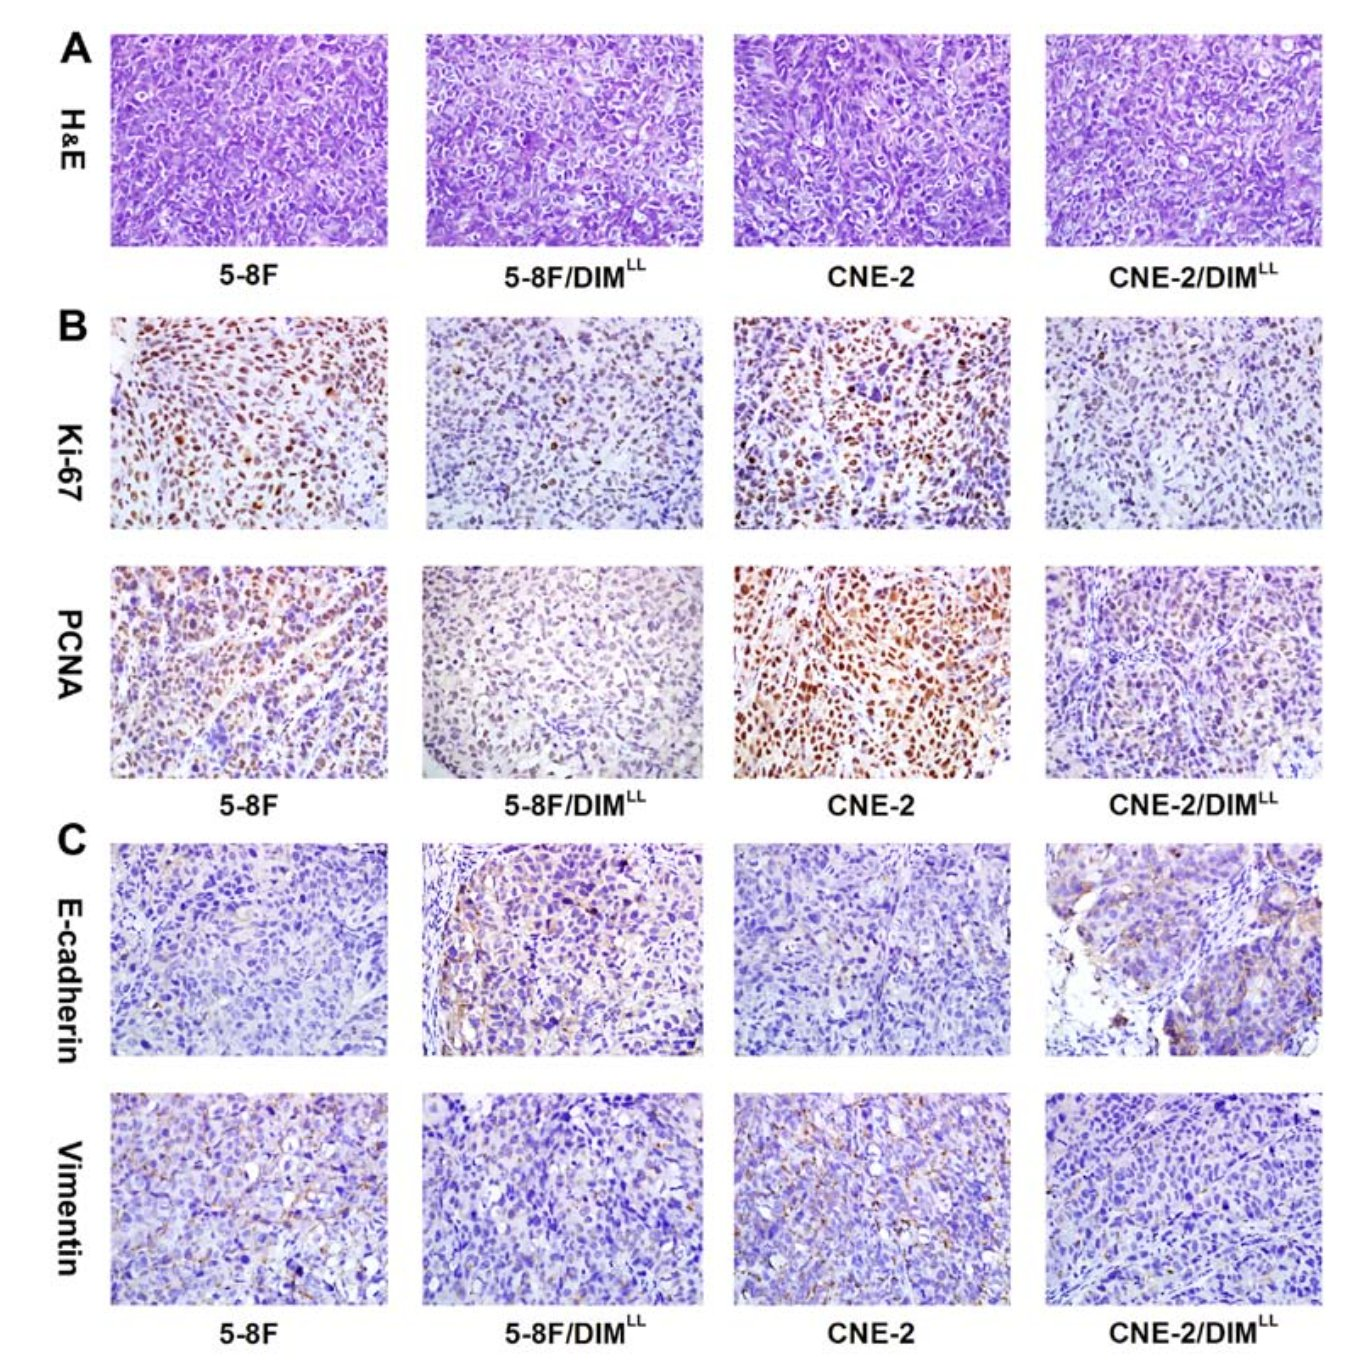 A
H&E
5-8F 5-8F/DIM^LL CNE-2 CNE-2/DIM^LL
B
Ki-67
PCNA
5-8F 5-8F/DIM^LL CNE-2 CNE-2/DIM^LL
C
E-cadherin
Vimentin
5-8F 5-8F/DIM^LL CNE-2 CNE-2/DIM^LL